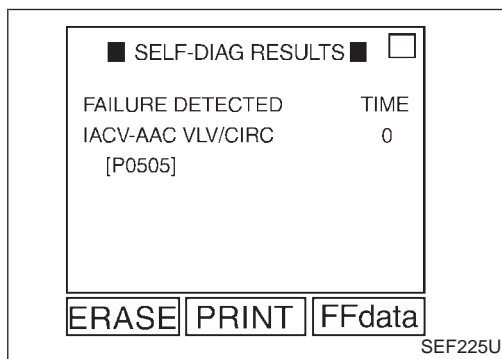 ■ SELF-DIAG RESULTS ■
FAILURE DETECTED TIME
IACV-AAC VLV/CIRC 0
[P0505]
ERASE PRINT FFdata
SEF225U